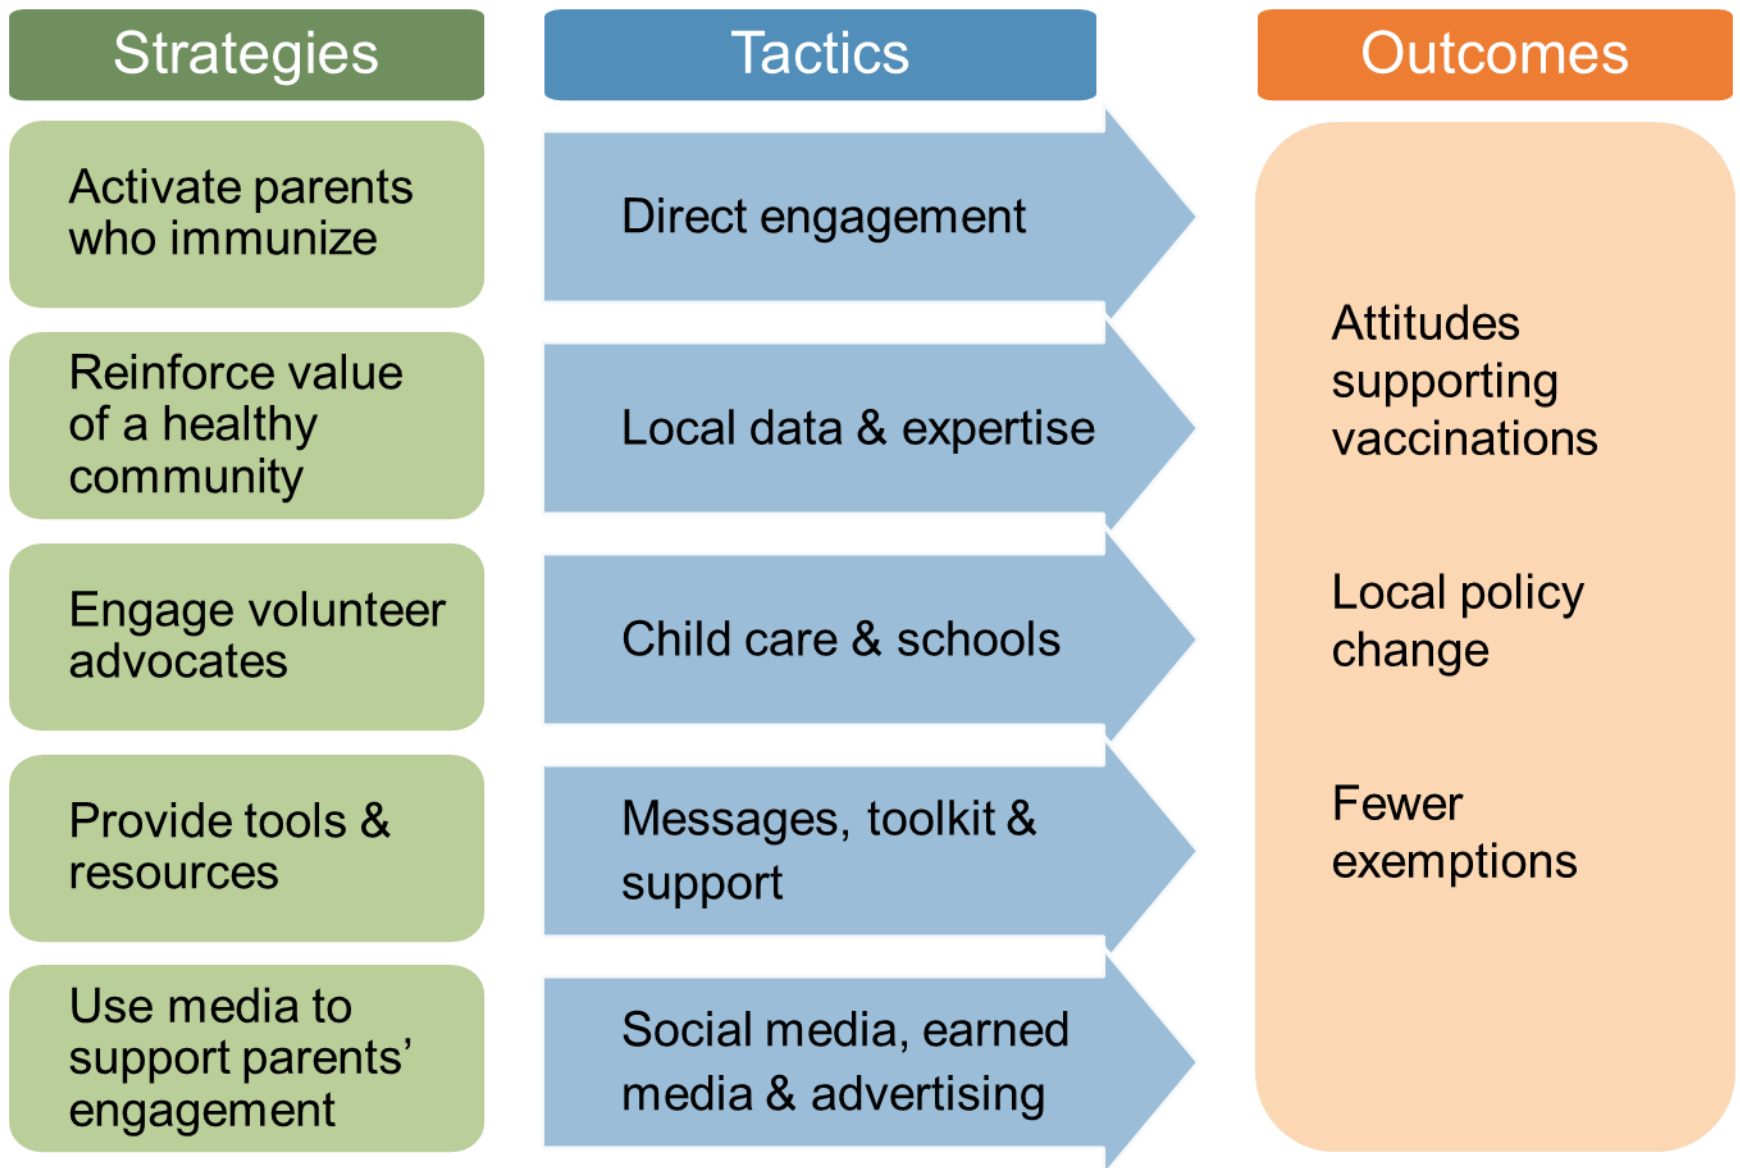 Strategies
Tactics
Outcomes
Activate parents
who immunize
Direct engagement
Reinforce value
of a healthy
community
Local data & expertise
Engage volunteer
advocates
Child care & schools
Provide tools &
resources
Messages, toolkit &
support
Use media to
support parents’
engagement
Social media, earned
media & advertising
Attitudes
supporting
vaccinations
Local policy
change
Fewer
exemptions